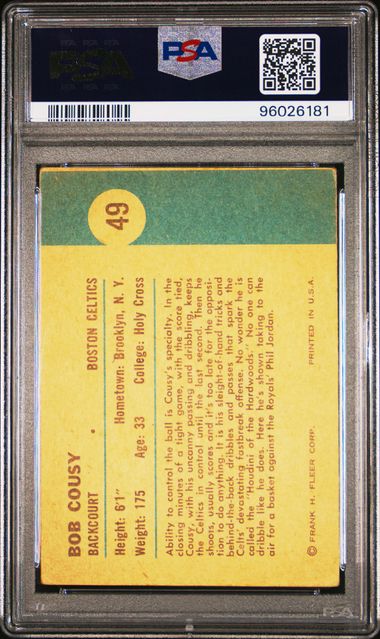 PSA
PSA
96026181
49
BOB COUSY
BACKCOURT • BOSTON CELTICS
Height: 6'1" Hometown: Brooklyn, N. Y.
Weight: 175 Age: 33 College: Holy Cross
Ability to control the ball is Cousy's specialty. In the
closing minutes of a tight game, with the score tied,
Cousy, with his uncanny passing and dribbling, keeps
the Celtics in control until the last second. Then he
shoots, usually scores and it's too late for the opposi-
tion to do anything. It is his sleight-of-hand tricks and
behind-the-back dribbles and passes that spark the
Celts' devastating fastbreak offense. No wonder he is
called the "Houdini of the Hardwoods." No one can
dribble like he does. Here he's shown taking to the
air for a basket against the Royals' Phil Jordan.
© FRANK H. FLEER CORP. PRINTED IN U.S.A.